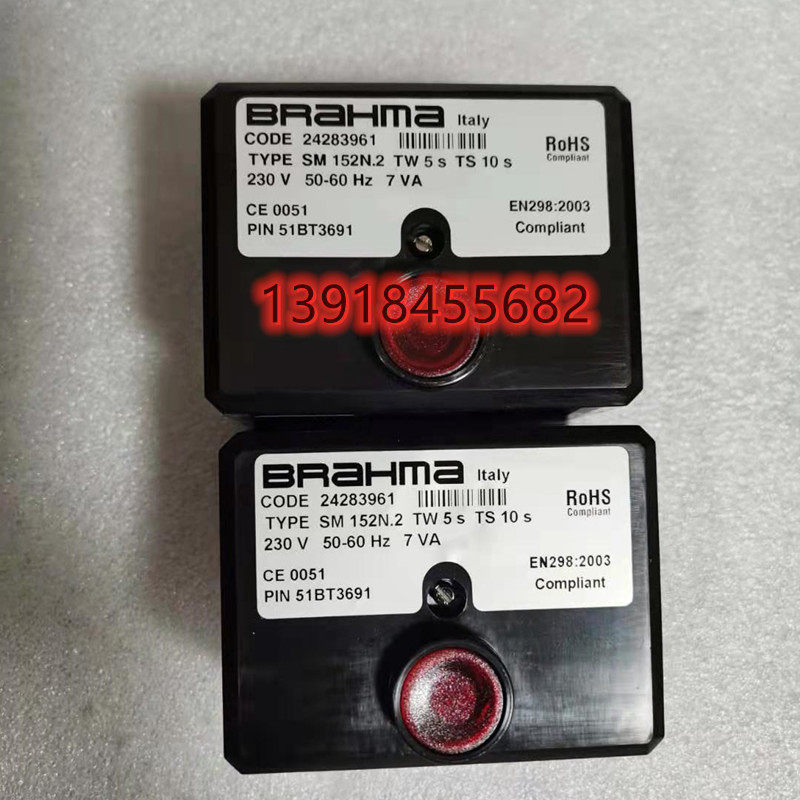 BRAHMA Italy
CODE 24283961
RoHS
Compliant
TYPE SM 152N.2 TW 5 s TS 10 s
230 V 50-60 Hz 7 VA
CE 0051
EN298:2003
PIN 51BT3691
Compliant
13918455682
BRAHMA Italy
CODE 24283961
RoHS
Compliant
TYPE SM 152N.2 TW 5 s TS 10 s
230 V 50-60 Hz 7 VA
CE 0051
EN298:2003
PIN 51BT3691
Compliant